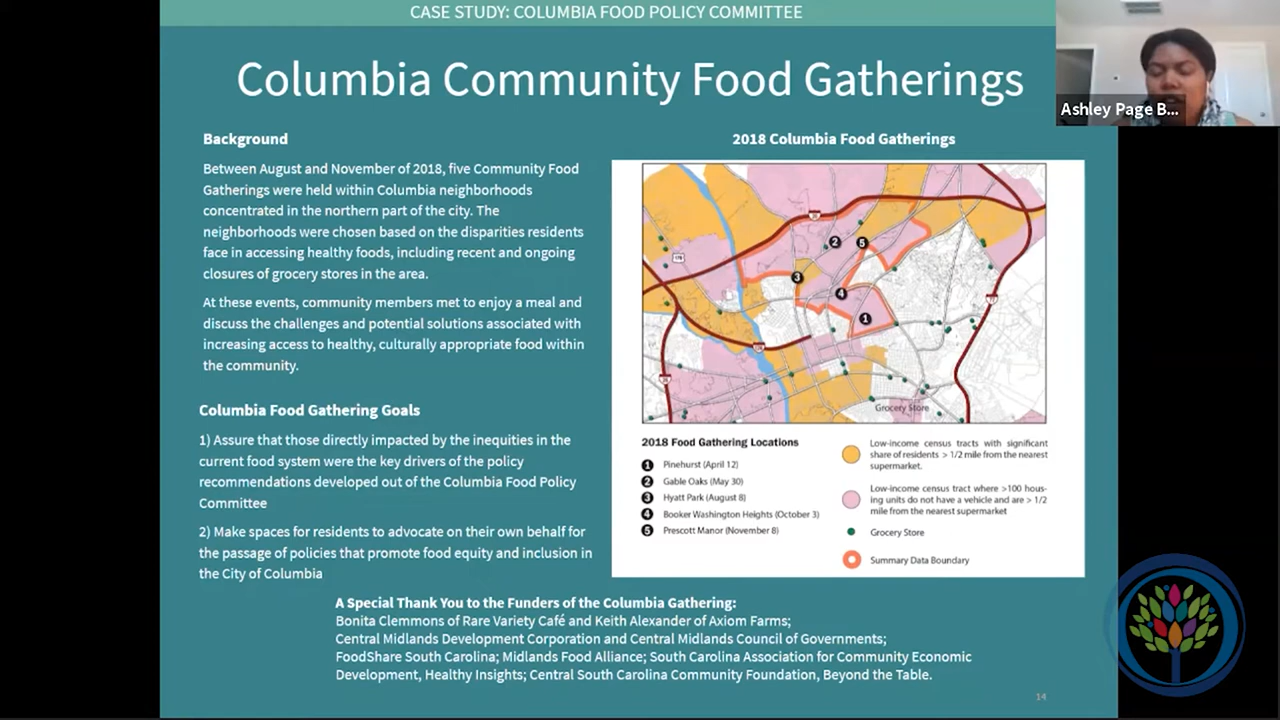 CASE STUDY: COLUMBIA FOOD POLICY COMMITTEE
Columbia Community Food Gatherings
Ashley Page B...
Background
Between August and November of 2018, five Community Food
Gatherings were held within Columbia neighborhoods
concentrated in the northern part of the city. The
neighborhoods were chosen based on the disparities residents
face in accessing healthy foods, including recent and ongoing
closures of grocery stores in the area.
At these events, community members met to enjoy a meal and
discuss the challenges and potential solutions associated with
increasing access to healthy, culturally appropriate food within
the community.
Columbia Food Gathering Goals
1) Assure that those directly impacted by the inequities in the
current food system were the key drivers of the policy
recommendations developed out of the Columbia Food Policy
Committee
2) Make spaces for residents to advocate on their own behalf for
the passage of policies that promote food equity and inclusion in
the City of Columbia
2018 Columbia Food Gatherings
2
5
3
4
1
Grocery Store
2018 Food Gathering Locations
1 Pinehurst (April 12)
2 Gable Oaks (May 30)
3 Hyatt Park (August 8)
4 Booker Washington Heights (October 3)
5 Prescott Manor (November 8)
Low-income census tracts with significant
share of residents > 1/2 mile from the nearest
supermarket.
Low-income census tract where >100 hous-
ing units do not have a vehicle and are > 1/2
mile from the nearest supermarket
Grocery Store
Summary Data Boundary
A Special Thank You to the Funders of the Columbia Gathering:
Bonita Clemmons of Rare Variety Café and Keith Alexander of Axiom Farms;
Central Midlands Development Corporation and Central Midlands Council of Governments;
FoodShare South Carolina; Midlands Food Alliance; South Carolina Association for Community Economic
Development, Healthy Insights; Central South Carolina Community Foundation, Beyond the Table.
14